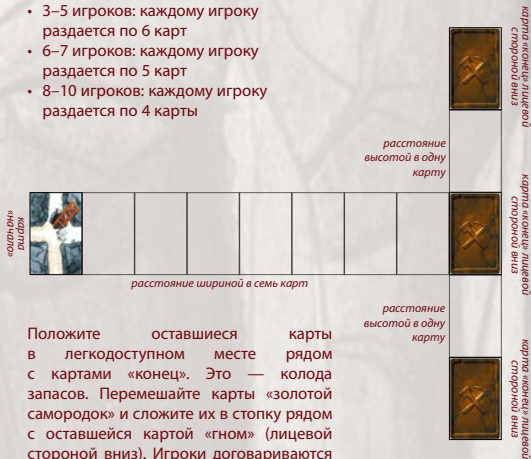 • 3–5 игроков: каждому игроку
раздается по 6 карт
• 6–7 игроков: каждому игроку
раздается по 5 карт
• 8–10 игроков: каждому игроку
раздается по 4 карты
карта «конец» лицевой
стороной вниз
расстояние
высотой в одну
карту
карта
«начало»
карта «конец» лицевой
стороной вниз
расстояние шириной в семь карт
расстояние
высотой в одну
карту
карта «конец» лицевой
стороной вниз
Положите оставшиеся карты
в легкодоступном месте рядом
с картами «конец». Это — колода
запасов. Перемешайте карты «золотой
самородок» и сложите их в стопку рядом
с оставшейся картой «гном» (лицевой
стороной вниз). Игроки договариваются